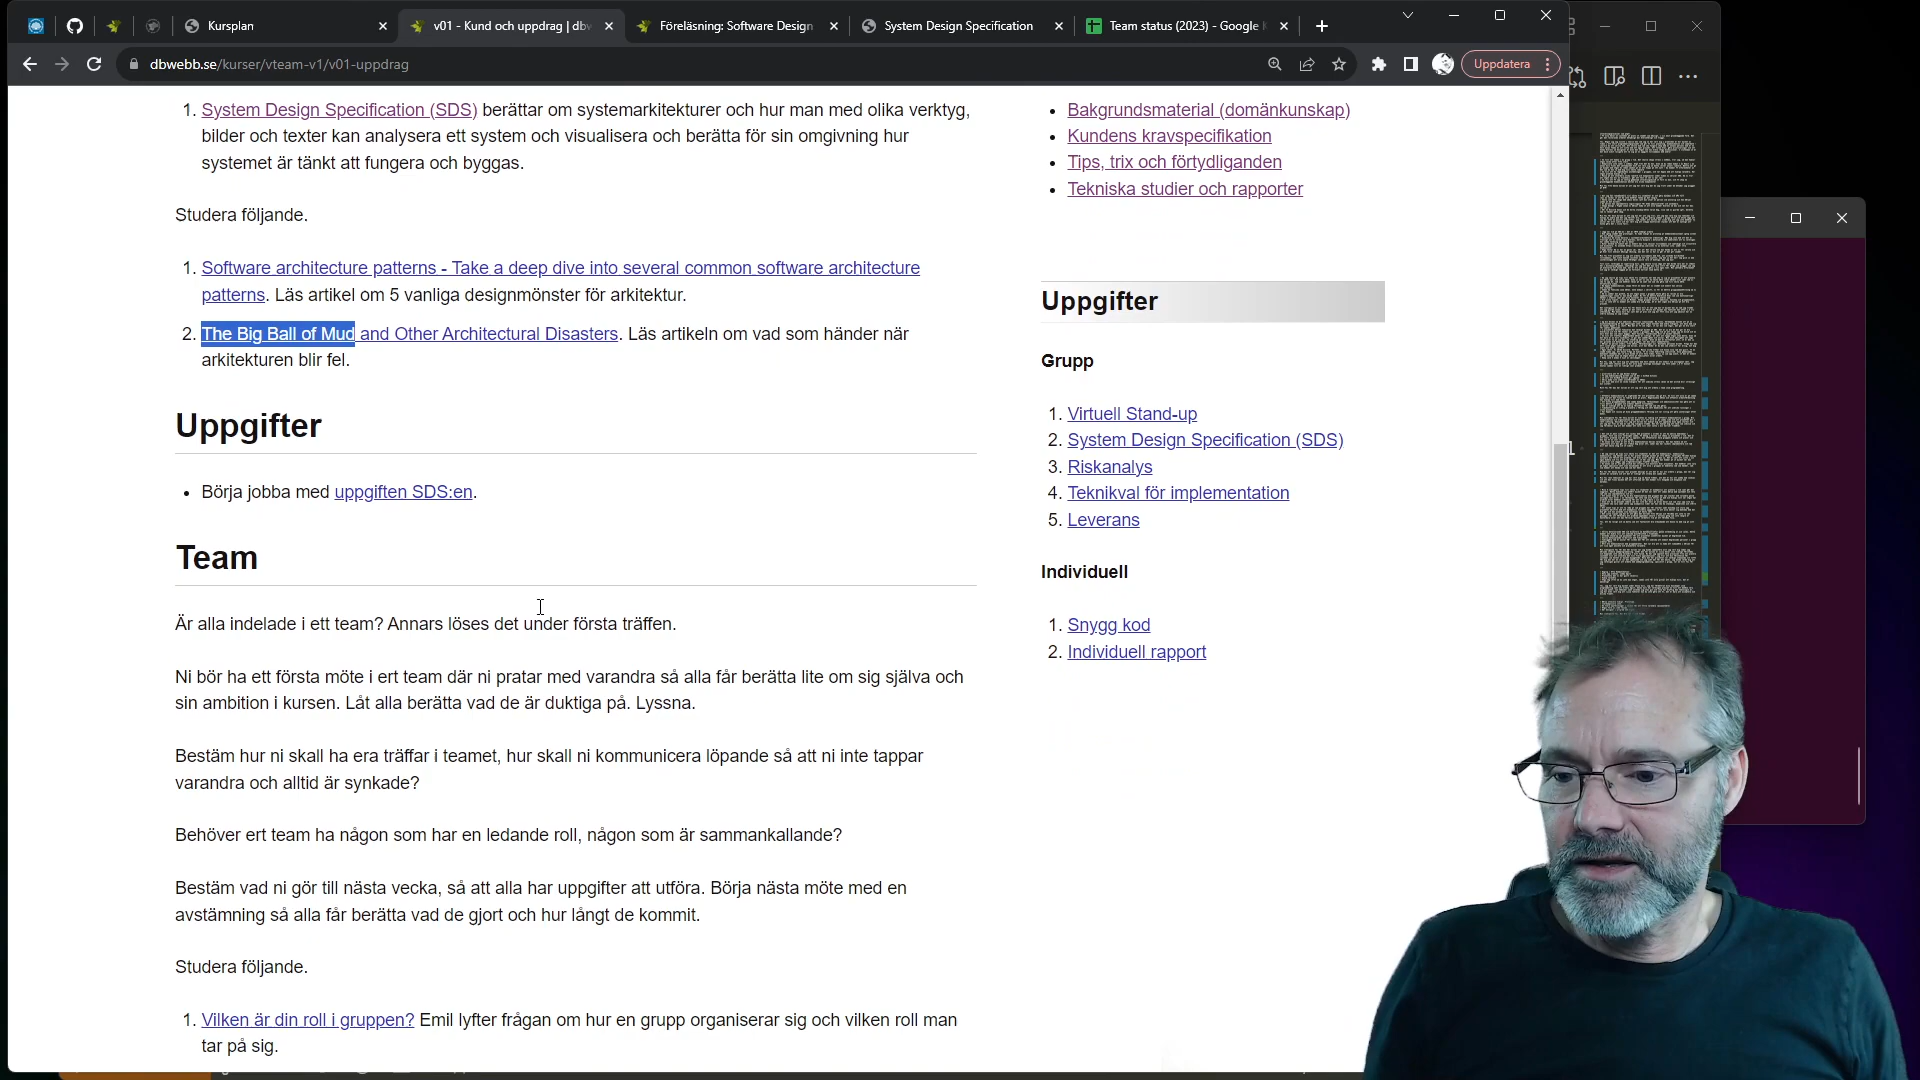 Kursplan
v01 - Kund och uppdrag | dbw
Föreläsning: Software Design
System Design Specification
Team status (2023) - Google
dbwebb.se/kurser/vteam-v1/v01-uppdrag
Uppdatera
1. System Design Specification (SDS) berättar om systemarkitekturer och hur man med olika verktyg,
bilder och texter kan analysera ett system och visualisera och berätta för sin omgivning hur
systemet är tänkt att fungera och byggas.
Studera följande.
1. Software architecture patterns - Take a deep dive into several common software architecture
patterns. Läs artikel om 5 vanliga designmönster för arkitektur.
2. The Big Ball of Mud and Other Architectural Disasters. Läs artikeln om vad som händer när
arkitekturen blir fel.
Uppgifter
• Börja jobba med uppgiften SDS:en.
Team
Är alla indelade i ett team? Annars löses det under första träffen.
Ni bör ha ett första möte i ert team där ni pratar med varandra så alla får berätta lite om sig själva och
sin ambition i kursen. Låt alla berätta vad de är duktiga på. Lyssna.
Bestäm hur ni skall ha era träffar i teamet, hur skall ni kommunicera löpande så att ni inte tappar
varandra och alltid är synkade?
Behöver ert team ha någon som har en ledande roll, någon som är sammankallande?
Bestäm vad ni gör till nästa vecka, så att alla har uppgifter att utföra. Börja nästa möte med en
avstämning så alla får berätta vad de gjort och hur långt de kommit.
Studera följande.
1. Vilken är din roll i gruppen? Emil lyfter frågan om hur en grupp organiserar sig och vilken roll man
tar på sig.
• Bakgrundsmaterial (domänkunskap)
• Kundens kravspecifikation
• Tips, trix och förtydliganden
• Tekniska studier och rapporter
Uppgifter
Grupp
1. Virtuell Stand-up
2. System Design Specification (SDS)
3. Riskanalys
4. Teknikval för implementation
5. Leverans
Individuell
1. Snygg kod
2. Individuell rapport